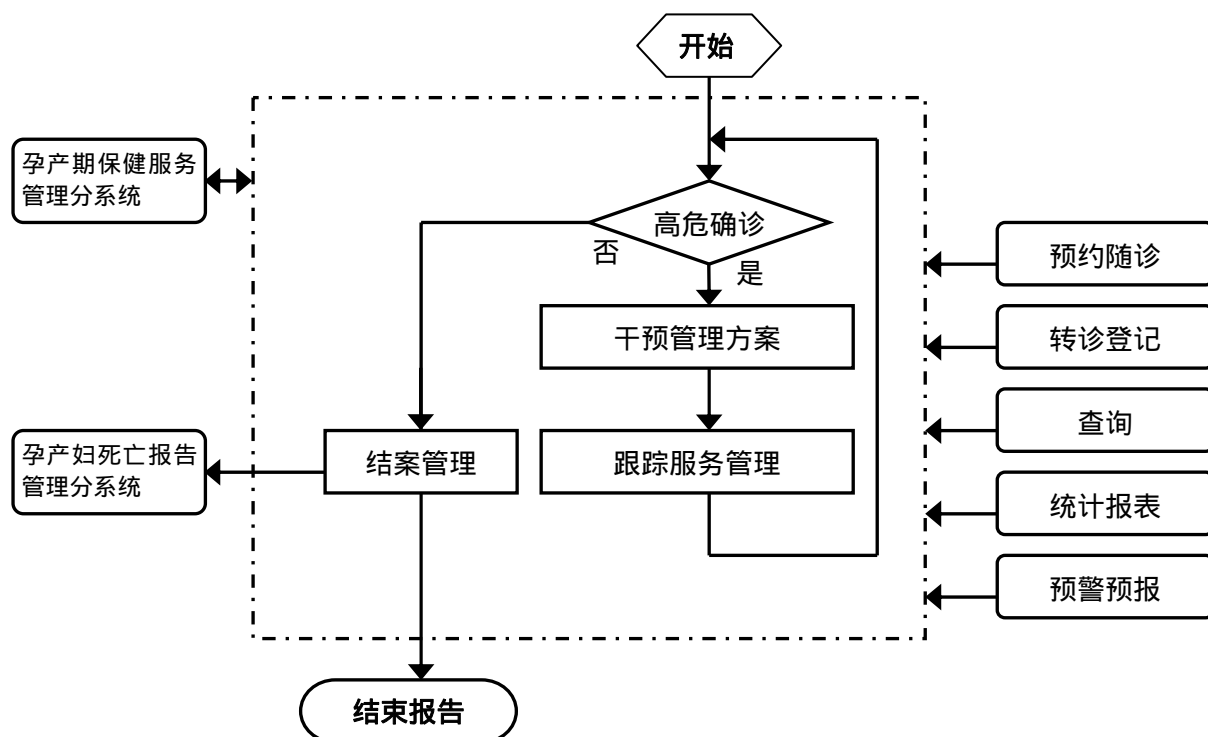 开始
孕产期保健服务
管理分系统
高危确诊
否
是
预约随诊
干预管理方案
转诊登记
查询
孕产妇死亡报告
管理分系统
结案管理
跟踪服务管理
统计报表
预警预报
结束报告